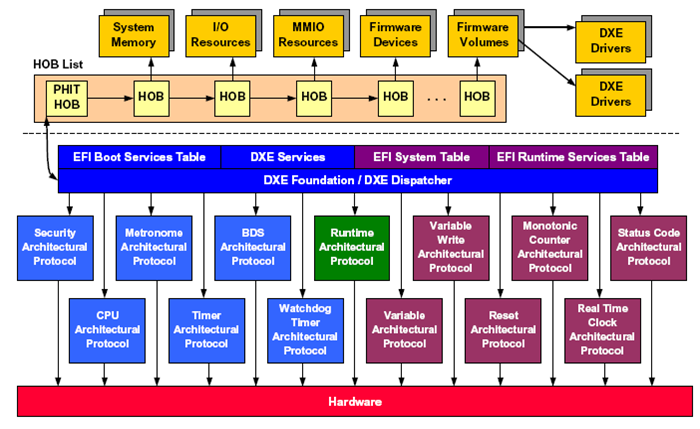 System
Memory
I/O
Resources
MMIO
Resources
Firmware
Devices
Firmware
Volumes
DXE
Drivers
DXE
Drivers
HOB List
PHIT
HOB
HOB
HOB
HOB
HOB
. . .
HOB
EFI Boot Services Table
DXE Services
EFI System Table
EFI Runtime Services Table
DXE Foundation / DXE Dispatcher
Security
Architectural
Protocol
Metronome
Architectural
Protocol
BDS
Architectural
Protocol
Runtime
Architectural
Protocol
Variable
Write
Architectural
Protocol
Monotonic
Counter
Architectural
Protocol
Status Code
Architectural
Protocol
CPU
Architectural
Protocol
Timer
Architectural
Protocol
Watchdog
Timer
Architectural
Protocol
Variable
Architectural
Protocol
Reset
Architectural
Protocol
Real Time
Clock
Architectural
Protocol
Hardware